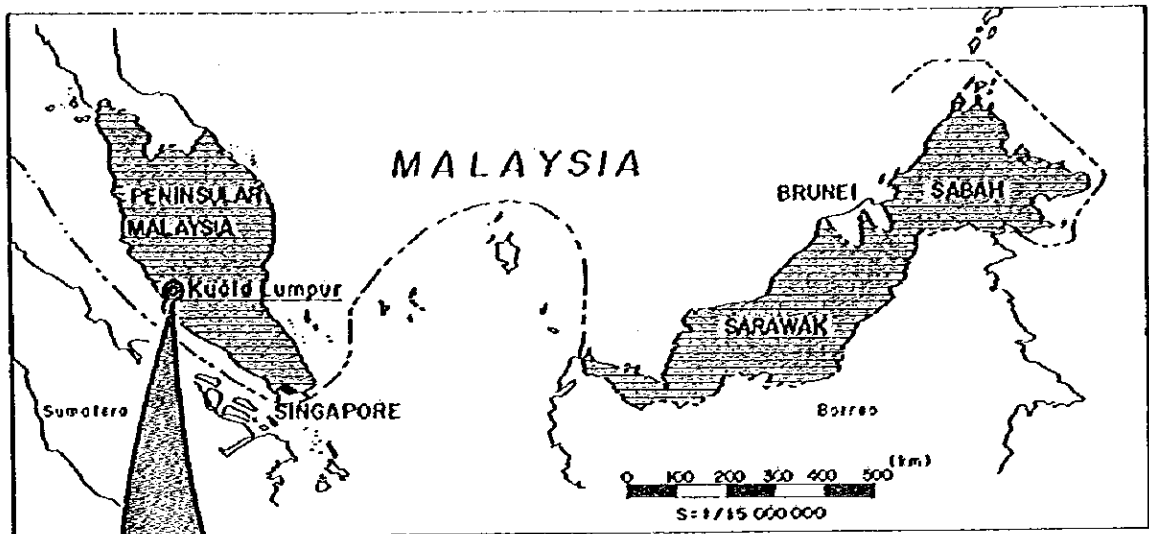 MALAYSIA
PENINSULAR
MALAYSIA
BRUNEI
SABAH
Kuala Lumpur
SARAWAK
Sumatera
SINGAPORE
Borneo
0 100 200 300 400 500 (km)
S=1/15 000 000